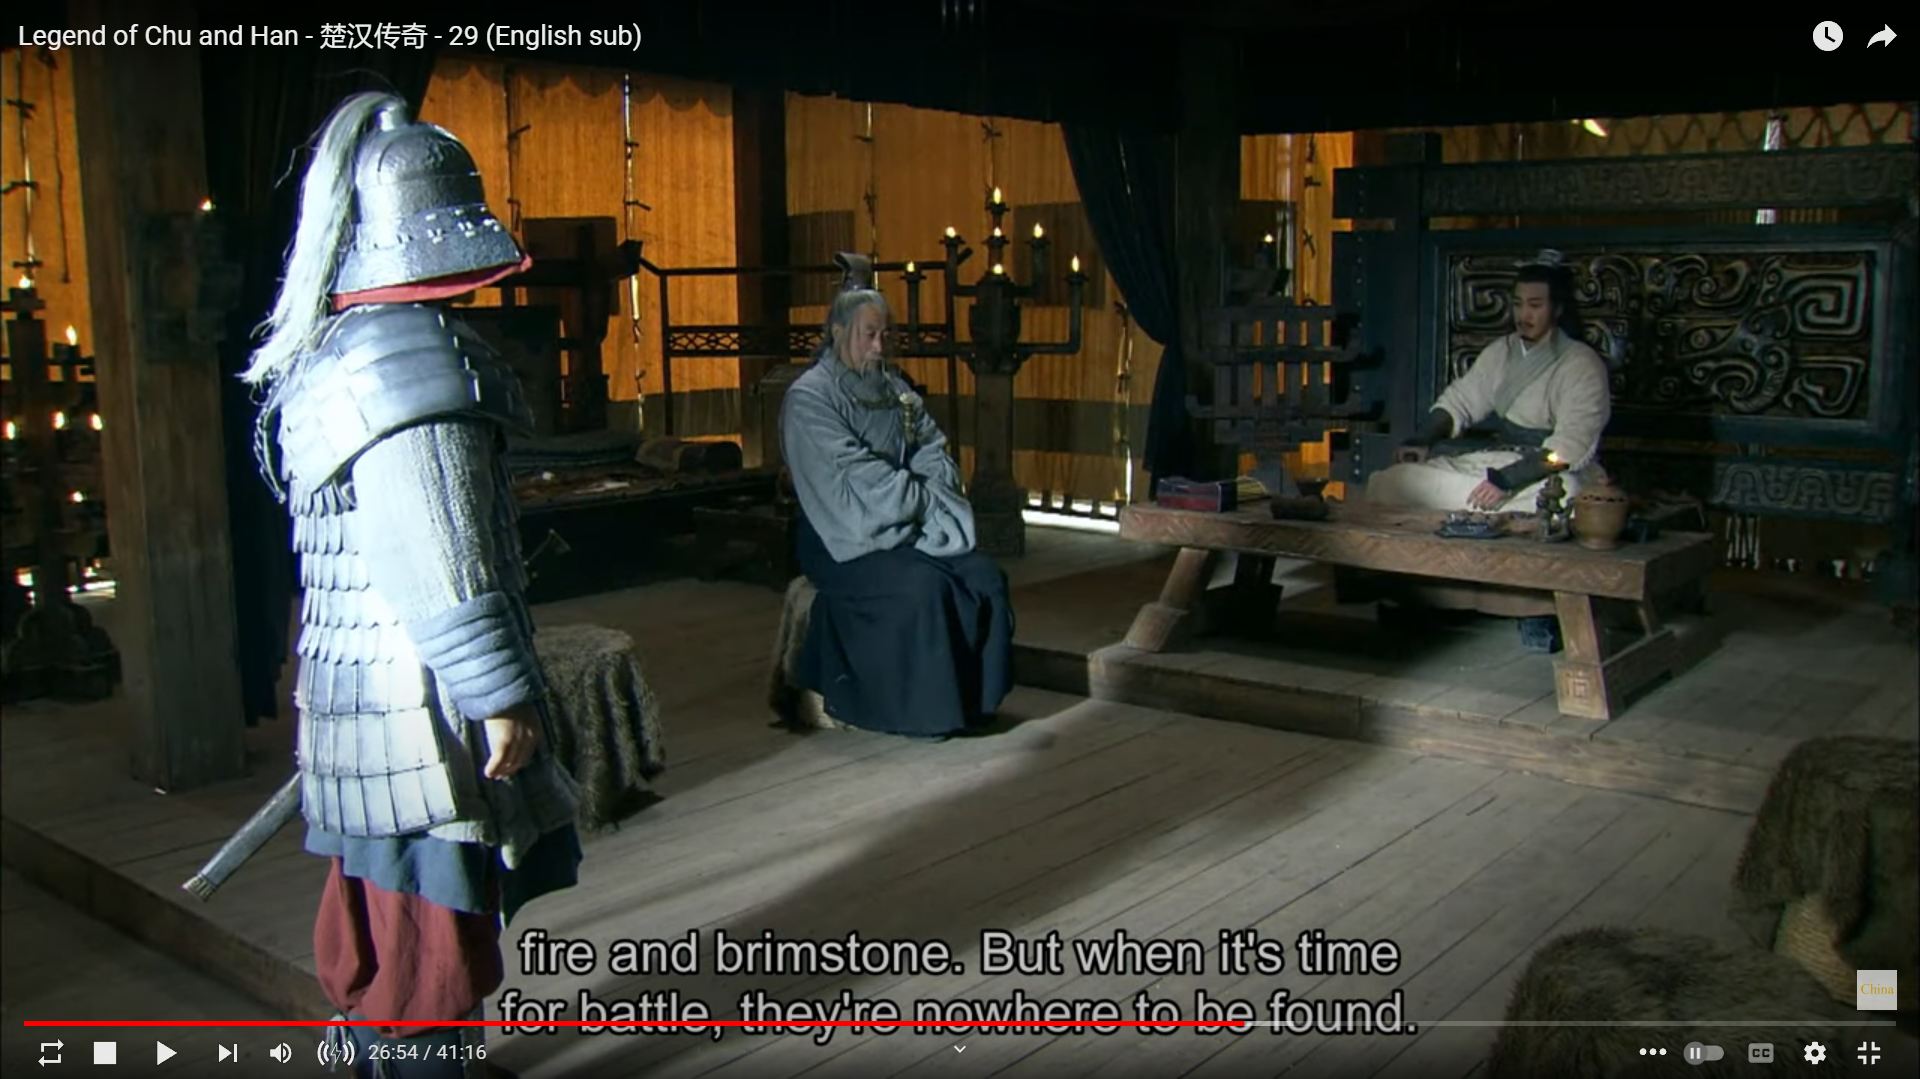 Legend of Chu and Han - 楚汉传奇 - 29 (English sub)
fire and brimstone. But when it's time
for battle, they're nowhere to be found.
China
26:54 / 41:16
CC